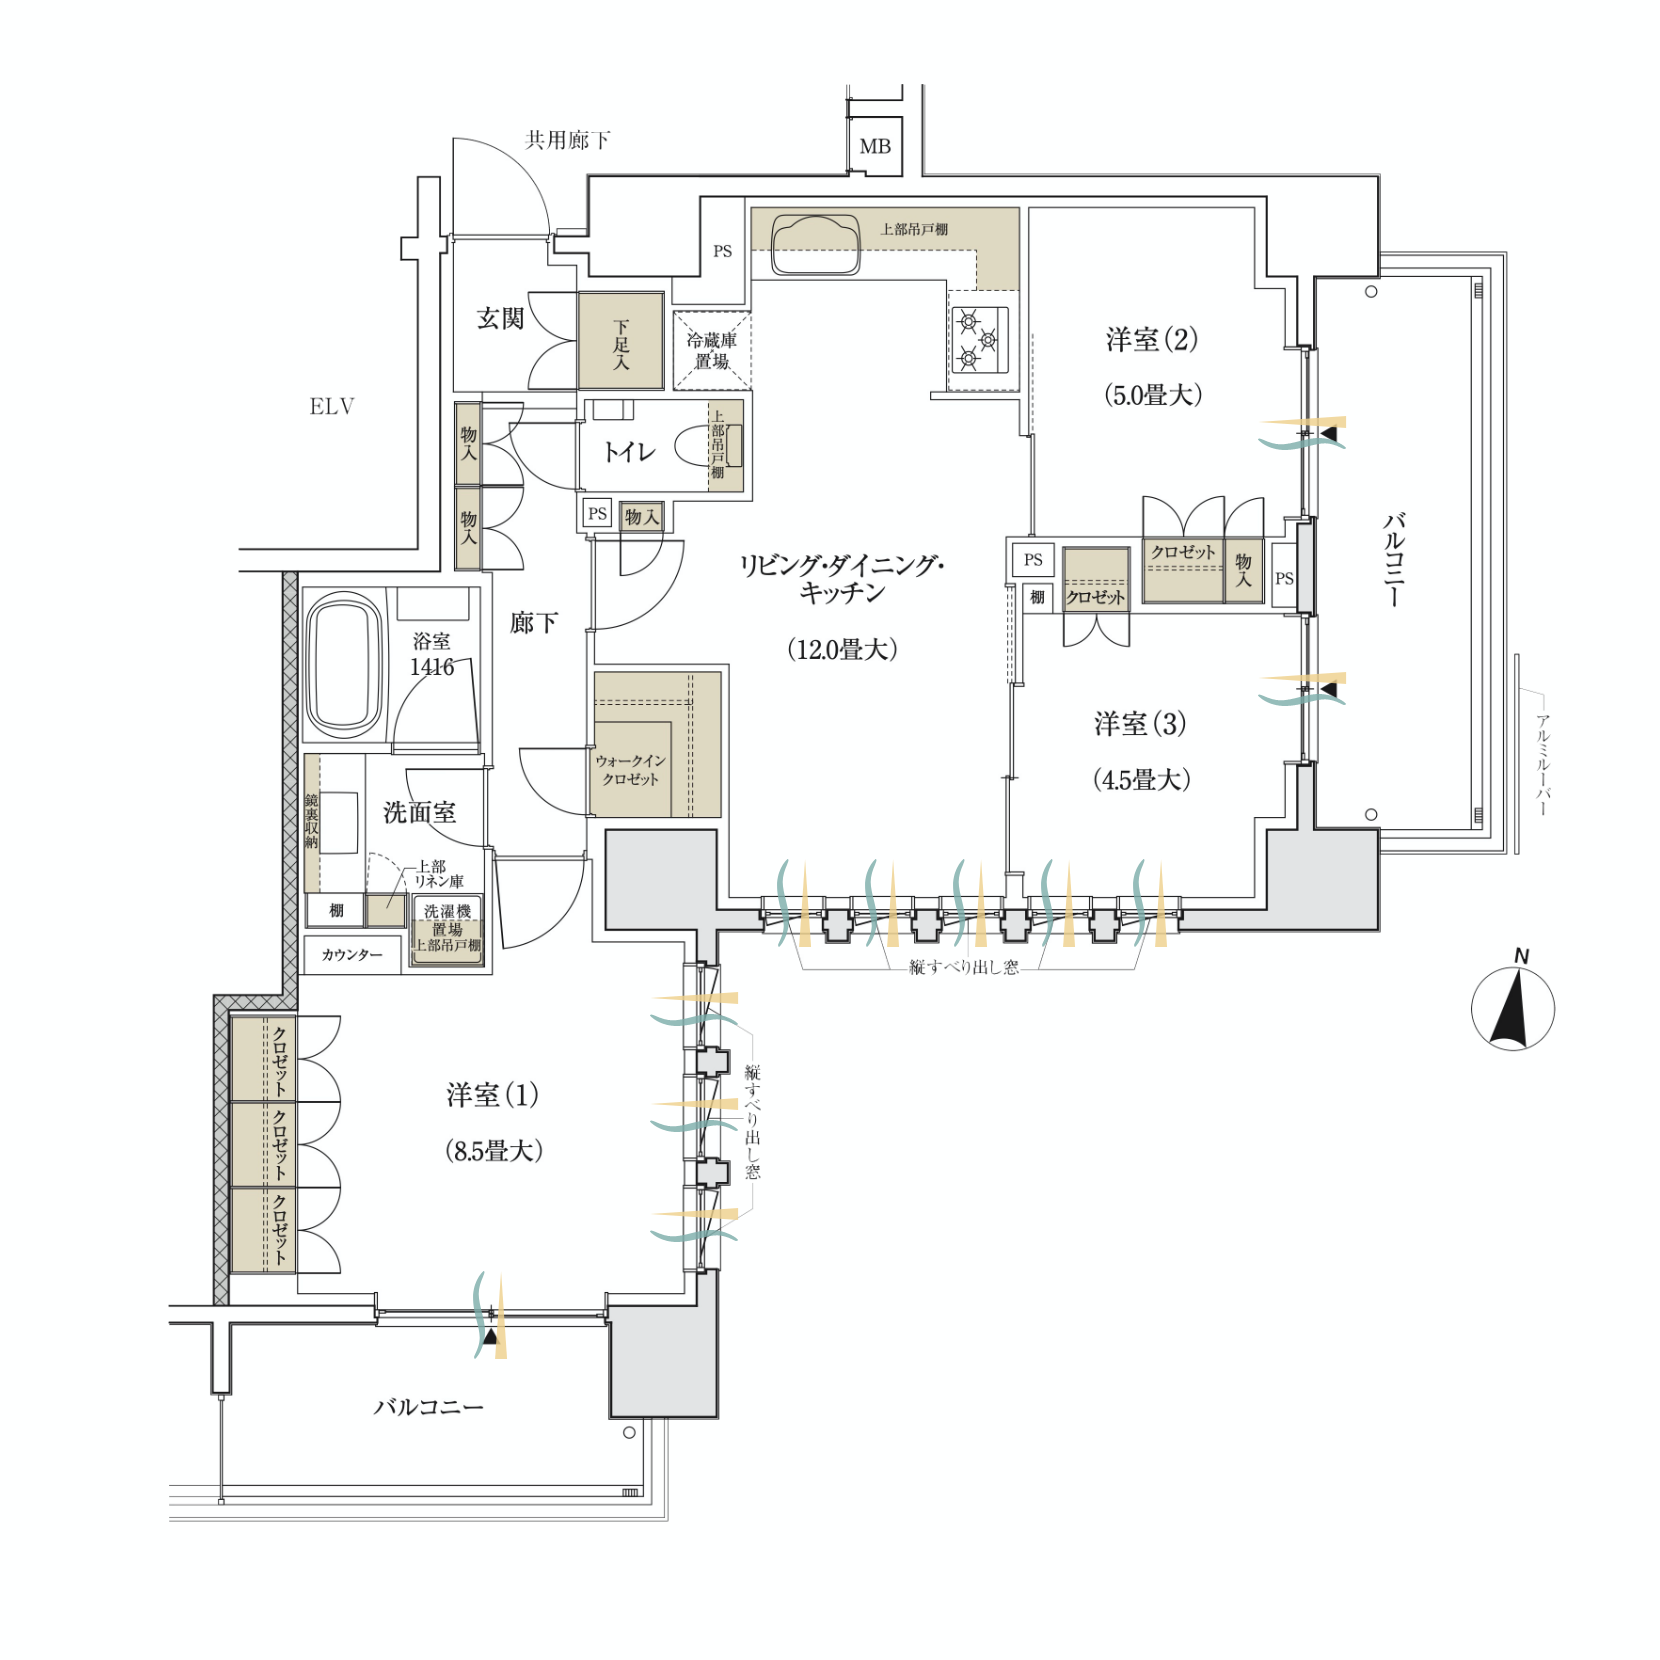 共用廊下
MB
PS
上部吊戸棚
玄関
下足入
冷蔵庫
置場
洋室(2)
(5.0畳大)
ELV
物入
トイレ
上部吊戸棚
物入
PS
物入
リビング・ダイニング・
キッチン
(12.0畳大)
PS
棚
クロゼット
クロゼット
物入
PS
バルコニー
浴室
1416
廊下
ウォークイン
クロゼット
洋室(3)
(4.5畳大)
アルミルーバー
鏡裏収納
洗面室
上部
リネン庫
棚
洗濯機
置場
上部吊戸棚
カウンター
縦すべり出し窓
N
クロゼット
クロゼット
クロゼット
洋室(1)
(8.5畳大)
縦すべり出し窓
バルコニー